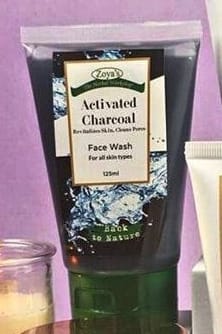 Zoya's
The Herbal Workshop
Activated
Charcoal
Revitalizes Skin, Cleans Pores
Face Wash
For all skin types
125ml
Back to Nature